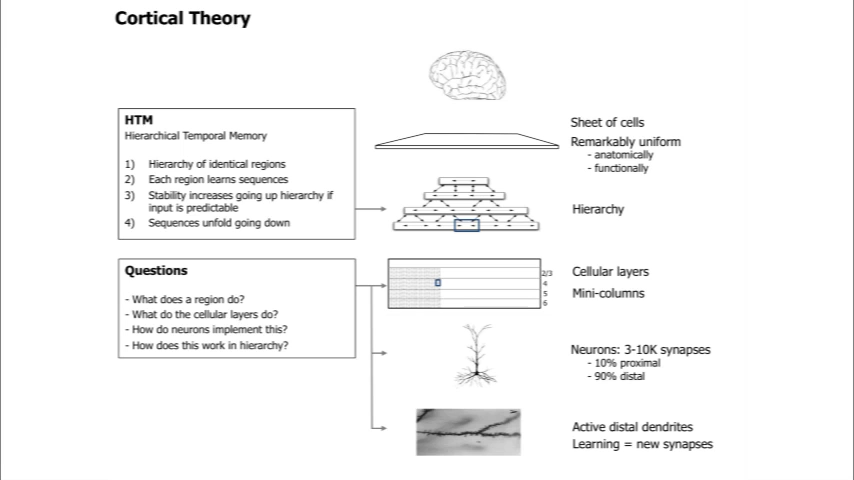 Cortical Theory
HTM
Hierarchical Temporal Memory
1) Hierarchy of identical regions
2) Each region learns sequences
3) Stability increases going up hierarchy if
input is predictable
4) Sequences unfold going down
Sheet of cells
Remarkably uniform
- anatomically
- functionally
Hierarchy
Questions
- What does a region do?
- What do the cellular layers do?
- How do neurons implement this?
- How does this work in hierarchy?
2/3
4
5
6
Cellular layers
Mini-columns
Neurons: 3-10K synapses
- 10% proximal
- 90% distal
Active distal dendrites
Learning = new synapses